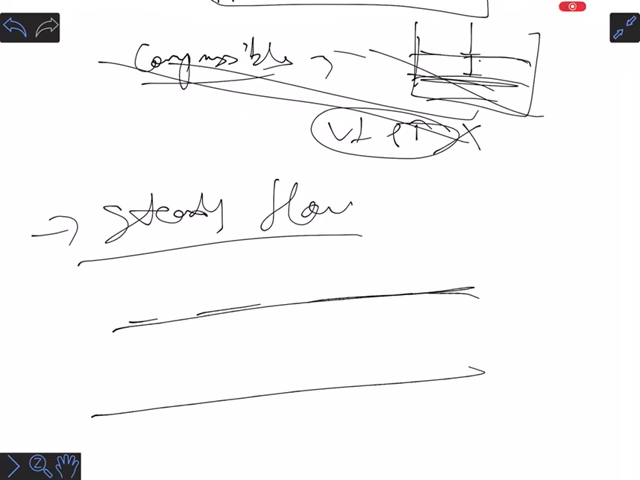 Compressible →
V↓ ρ↑ X
→ Steady flow